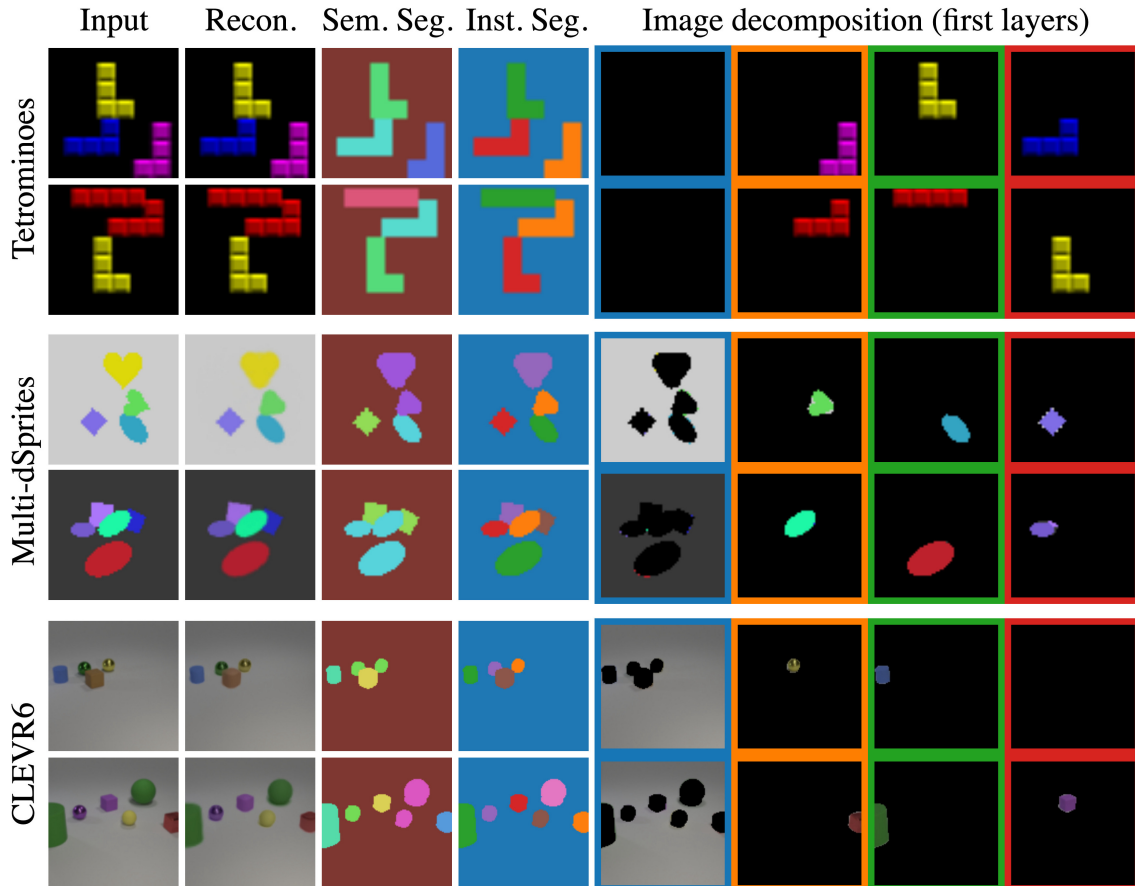 Input Recon. Sem. Seg. Inst. Seg. Image decomposition (first layers)
Tetrominoes
Multi-dSprites
CLEVR6